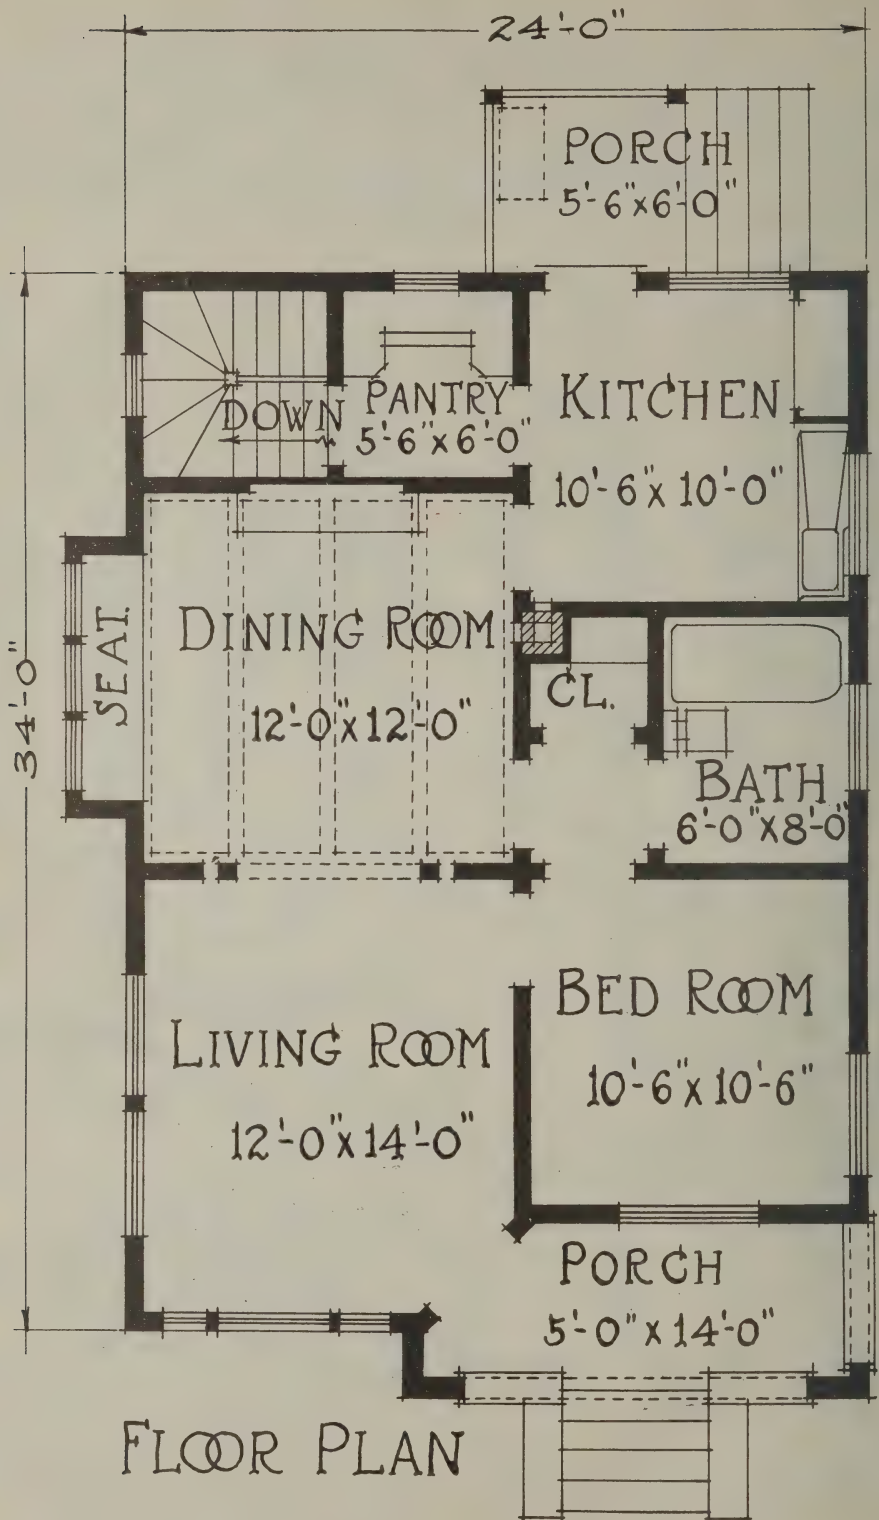 24'-0"
PORCH
5'-6"x6'-0"
DOWN
PANTRY
5'-6"x6'-0"
KITCHEN
10'-6"x10'-0"
34'-0"
SEAT.
DINING ROOM
12'-0"x12'-0"
CL.
BATH
6'-0"x8'-0"
LIVING ROOM
12'-0"x14'-0"
BED ROOM
10'-6"x10'-6"
PORCH
5'-0"x14'-0"
FLOOR PLAN